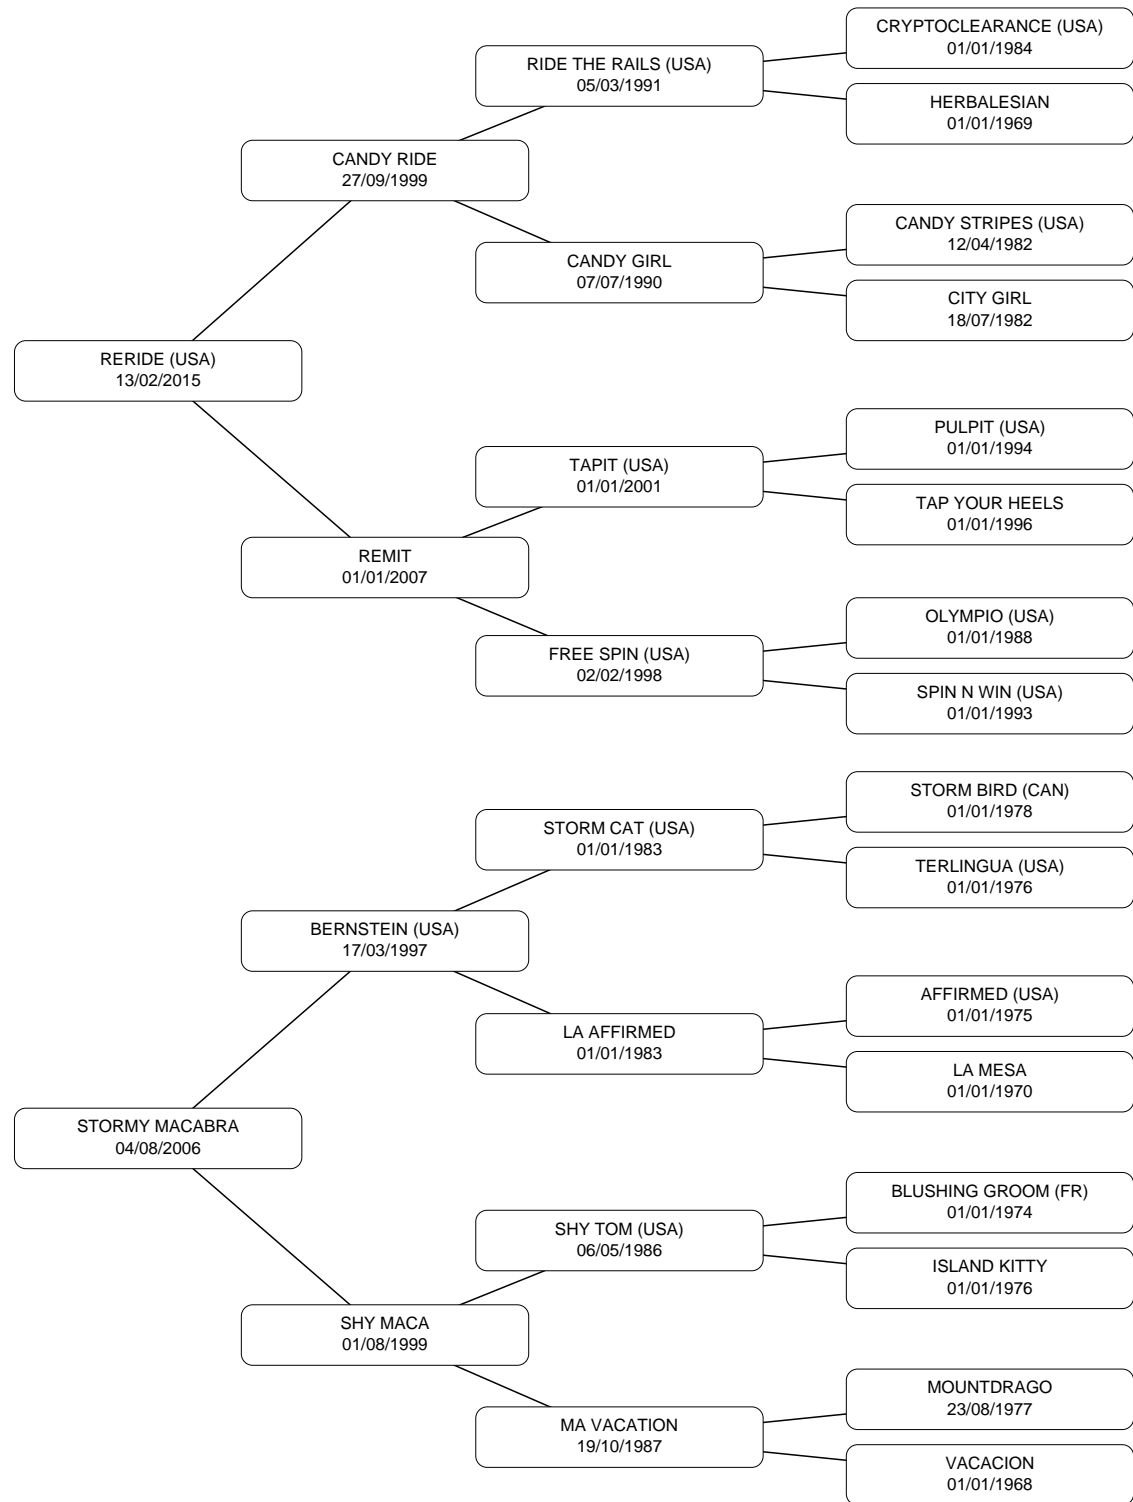 CRYPTOCLEARANCE (USA)
01/01/1984
RIDE THE RAILS (USA)
05/03/1991
HERBALESIAN
01/01/1969
CANDY RIDE
27/09/1999
CANDY STRIPES (USA)
12/04/1982
CANDY GIRL
07/07/1990
CITY GIRL
18/07/1982
RERIDE (USA)
13/02/2015
PULPIT (USA)
01/01/1994
TAPIT (USA)
01/01/2001
TAP YOUR HEELS
01/01/1996
REMIT
01/01/2007
OLYMPIO (USA)
01/01/1988
FREE SPIN (USA)
02/02/1998
SPIN N WIN (USA)
01/01/1993
STORM BIRD (CAN)
01/01/1978
STORM CAT (USA)
01/01/1983
TERLINGUA (USA)
01/01/1976
BERNSTEIN (USA)
17/03/1997
AFFIRMED (USA)
01/01/1975
LA AFFIRMED
01/01/1983
LA MESA
01/01/1970
STORMY MACABRA
04/08/2006
BLUSHING GROOM (FR)
01/01/1974
SHY TOM (USA)
06/05/1986
ISLAND KITTY
01/01/1976
SHY MACA
01/08/1999
MOUNTDRAGO
23/08/1977
MA VACATION
19/10/1987
VACACION
01/01/1968